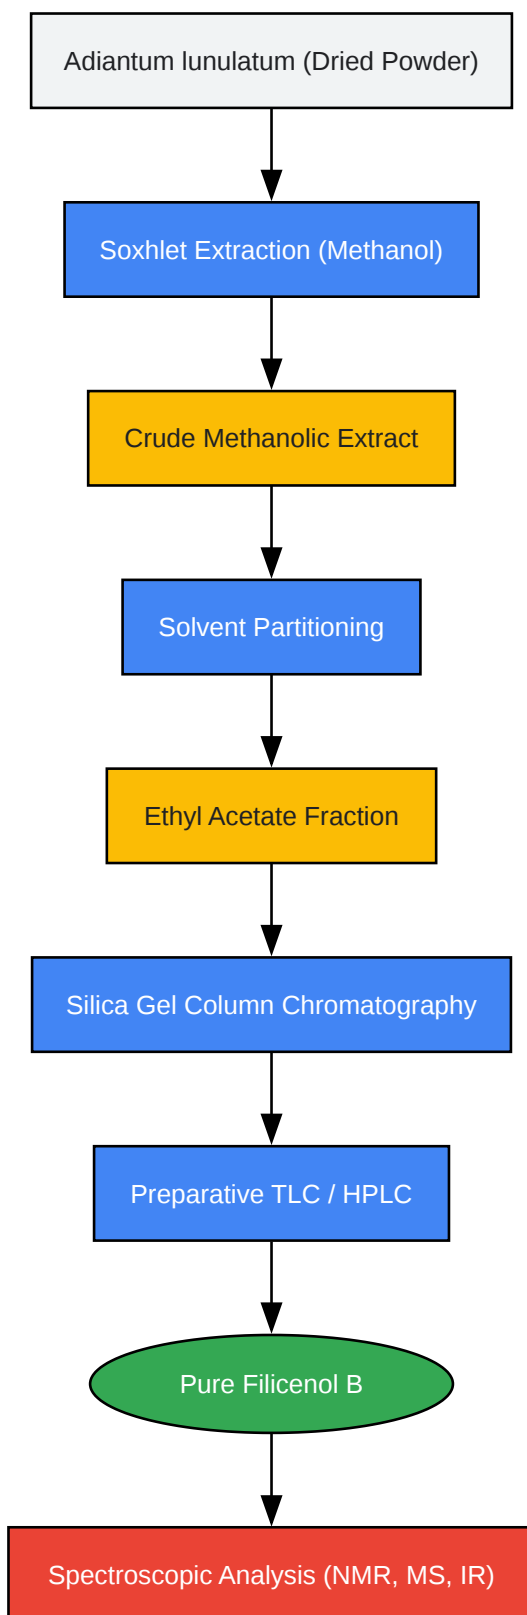 Adiantum lunulatum (Dried Powder)
Soxhlet Extraction (Methanol)
Crude Methanolic Extract
Solvent Partitioning
Ethyl Acetate Fraction
Silica Gel Column Chromatography
Preparative TLC / HPLC
Pure Filicenol B
Spectroscopic Analysis (NMR, MS, IR)